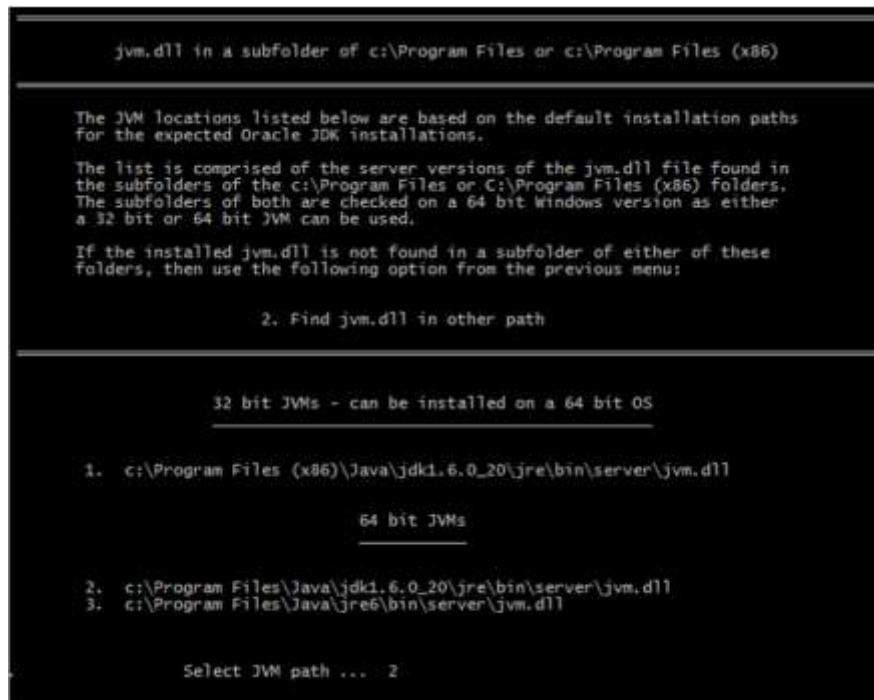 jvm.dll in a subfolder of c:\Program Files or c:\Program Files (x86)
The JVM locations listed below are based on the default installation paths
for the expected Oracle JDK installations.
The list is comprised of the server versions of the jvm.dll file found in
the subfolders of the c:\Program Files or C:\Program Files (x86) folders.
The subfolders of both are checked on a 64 bit Windows version as either
a 32 bit or 64 bit JVM can be used.
If the installed jvm.dll is not found in a subfolder of either of these
folders, then use the following option from the previous menu:
2. Find jvm.dll in other path
32 bit JVMs - can be installed on a 64 bit OS
1. c:\Program Files (x86)\Java\jdk1.6.0_20\jre\bin\server\jvm.dll
64 bit JVMs
2. c:\Program Files\Java\jdk1.6.0_20\jre\bin\server\jvm.dll
3. c:\Program Files\Java\jre6\bin\server\jvm.dll
Select JVM path ... 2